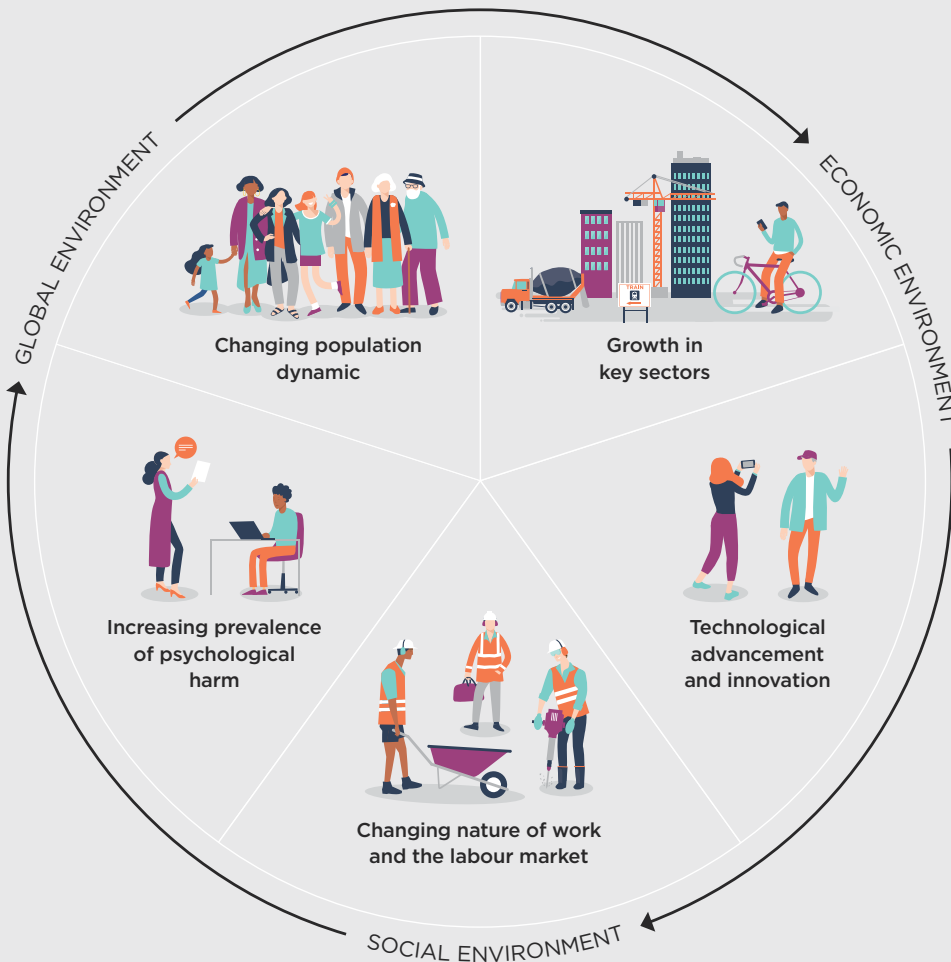 GLOBAL ENVIRONMENT
ECONOMIC ENVIRONMENT
TRAIN
Changing population
dynamic
Growth in
key sectors
Increasing prevalence
of psychological
harm
Technological
advancement
and innovation
Changing nature of work
and the labour market
SOCIAL ENVIRONMENT